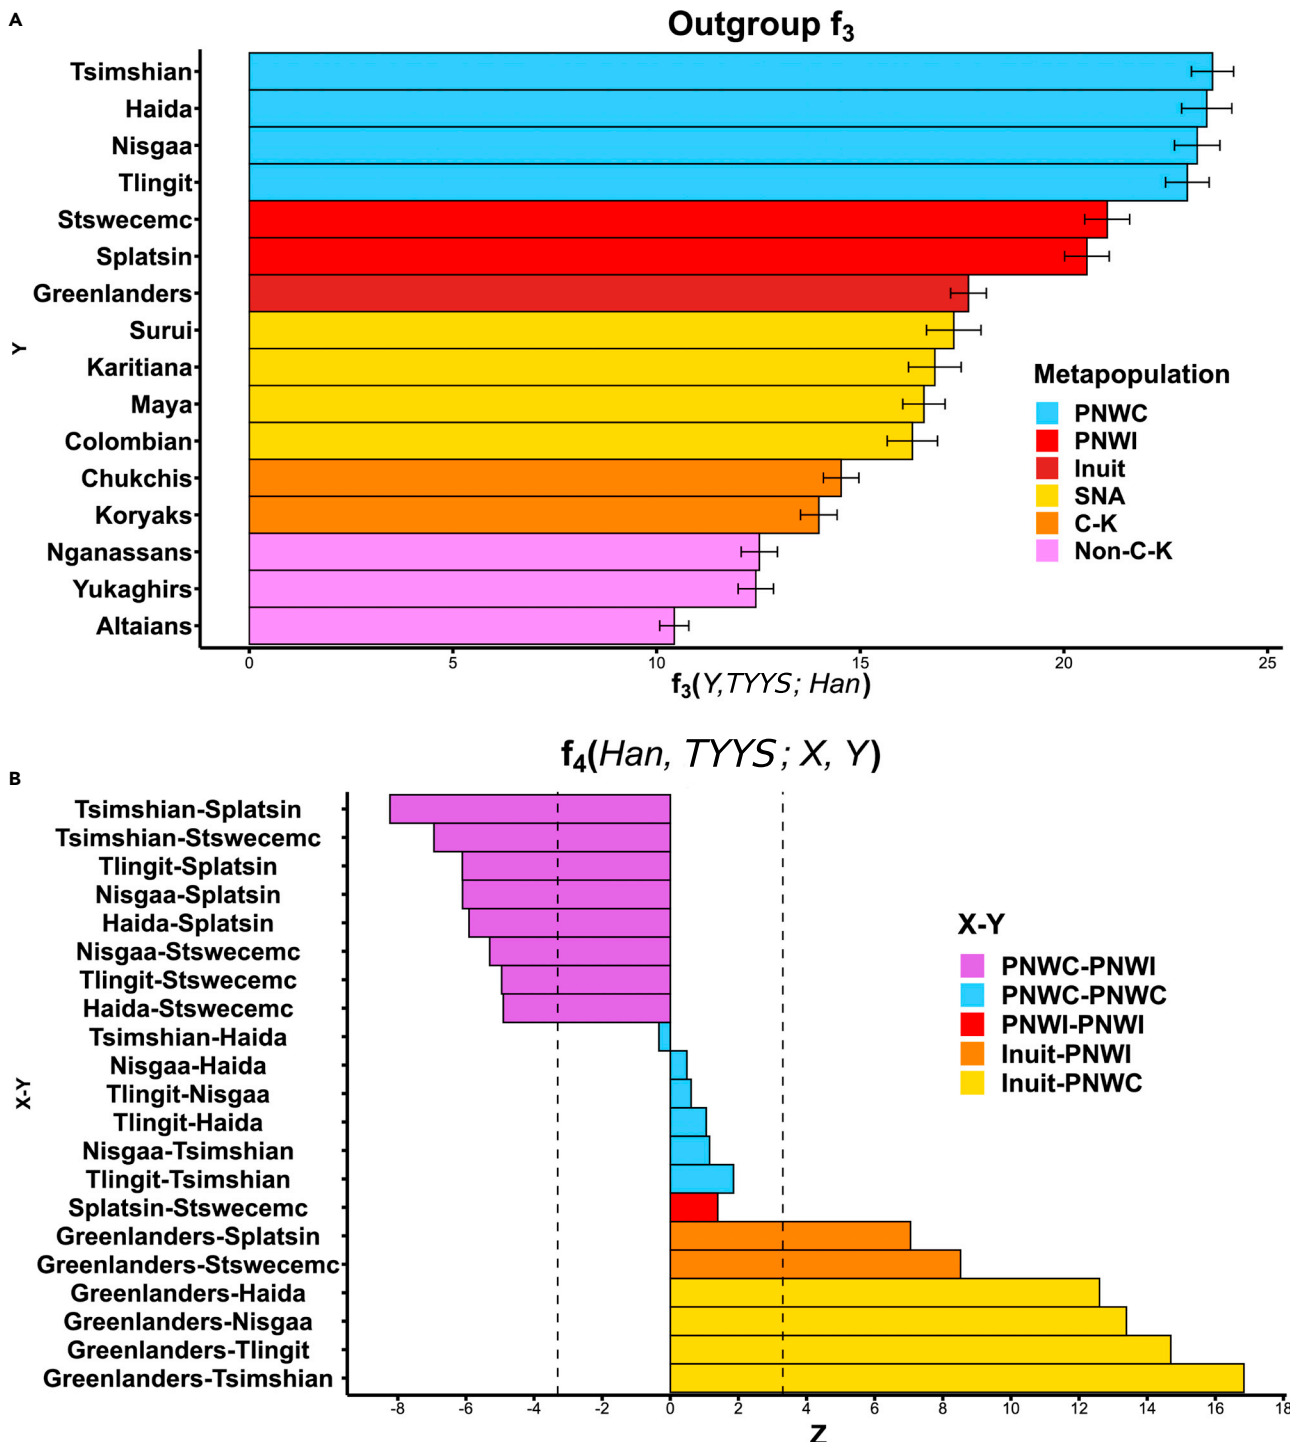 A
Outgroup f3
Tsimshian
Haida
Nisgaa
Tlingit
Stswecemc
Splatsin
Greenlanders
Surui
Karitiana
Maya
Colombian
Chukchis
Koryaks
Nganassans
Yukaghirs
Altaians
Y
Metapopulation
PNWC
PNWI
Inuit
SNA
C-K
Non-C-K
0 5 10 15 20 25
f3(Y,TYYS; Han)
f4(Han, TYYS; X, Y)
B
Tsimshian-Splatsin
Tsimshian-Stswecemc
Tlingit-Splatsin
Nisgaa-Splatsin
Haida-Splatsin
Nisgaa-Stswecemc
Tlingit-Stswecemc
Haida-Stswecemc
Tsimshian-Haida
Nisgaa-Haida
Tlingit-Nisgaa
Tlingit-Haida
Nisgaa-Tsimshian
Tlingit-Tsimshian
Splatsin-Stswecemc
Greenlanders-Splatsin
Greenlanders-Stswecemc
Greenlanders-Haida
Greenlanders-Nisgaa
Greenlanders-Tlingit
Greenlanders-Tsimshian
X-Y
X-Y
PNWC-PNWI
PNWC-PNWC
PNWI-PNWI
Inuit-PNWI
Inuit-PNWC
-8 -6 -4 -2 0 2 4 6 8 10 12 14 16 18
Z